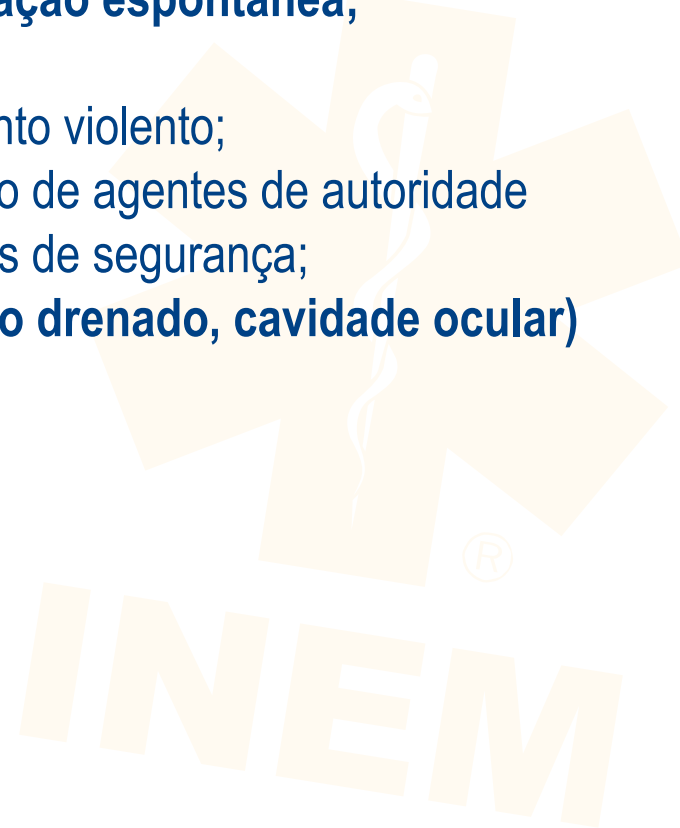 ação espontânea;
nto violento;
o de agentes de autoridade
s de segurança;
o drenado, cavidade ocular)
®
INEM